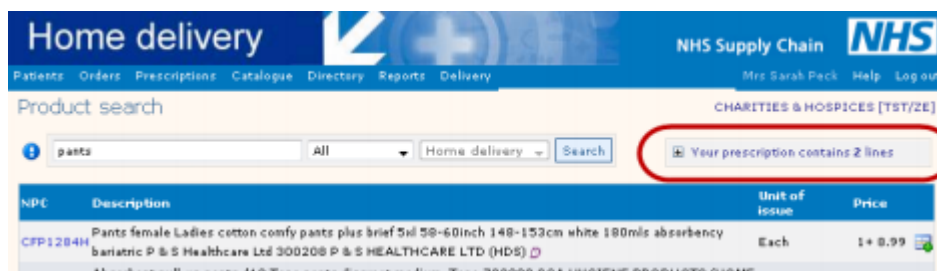 Home delivery
NHS Supply Chain NHS
Patients Orders Prescriptions Catalogue Directory Reports Delivery Mrs Sarah Peck Help Log out
Product search CHARITIES & HOSPICES [TST/ZE]
pants All Home delivery Search Your prescription contains 2 lines
NPC Description Unit of issue Price
CFP1284H Pants female Ladies cotton comfy pants plus brief 5xl 58-60inch 148-153cm white 180mls absorbency Each 1+ 8.99
bariatric P & S Healthcare Ltd 300208 P & S HEALTHCARE LTD (HDS)